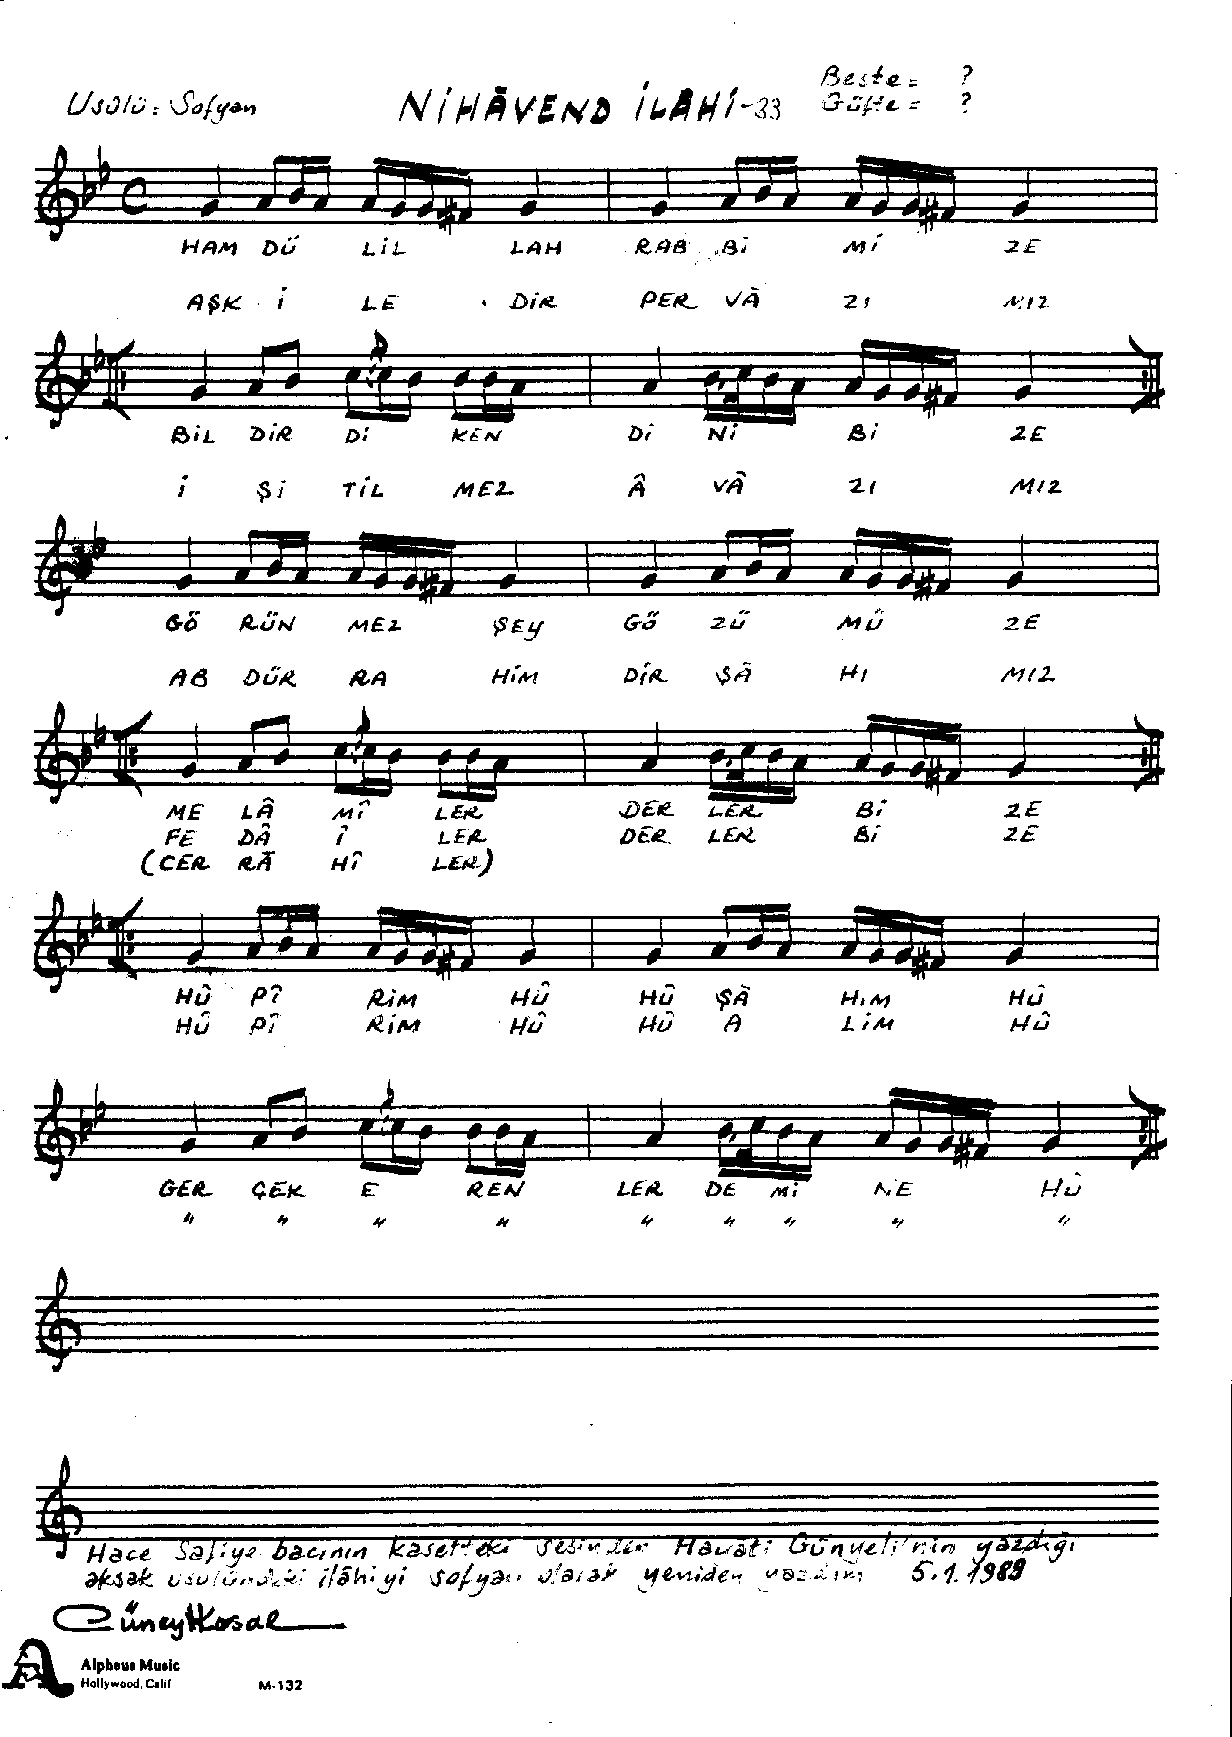 Beste = ?
Usûlü: Sofyan NİHÂVEND İLÂHİ-33 Güfte = ?
HAM DÜ LİL LAH RAB Bİ Mİ ZE
AŞK İ LE DİR PER VÂ ZI MIZ
BİL DİR Dİ KEN Dİ Nİ Bİ ZE
İ Şİ TİL MEZ Â VÂ ZI MIZ
GÖ RÜN MEZ ŞEY GÖ ZÜ MÜ ZE
AB DÜR RA HİM DİR ŞÂ HI MIZ
ME LÂ MÎ LER DER LER Bİ ZE
FE DÂ Î LER DER LER Bİ ZE
(CER RÂ HÎ LER)
HÛ PÎ RİM HÛ HÛ ŞÂ HIM HÛ
HÛ PÎ RİM HÛ HÛ A LİM HÛ
GER ÇEK E REN LER DE Mİ NE HÛ
" " " " " " " " "
Hace Safiye bacının kasetteki sesinden Hayati Günyeli'nin yazdığı
aksak usulündeki ilâhiyi sofyan olarak yeniden yazdım 5.1.1989
Cüneyt Kosal
Alpheus Music
Hollywood, Calif M-132